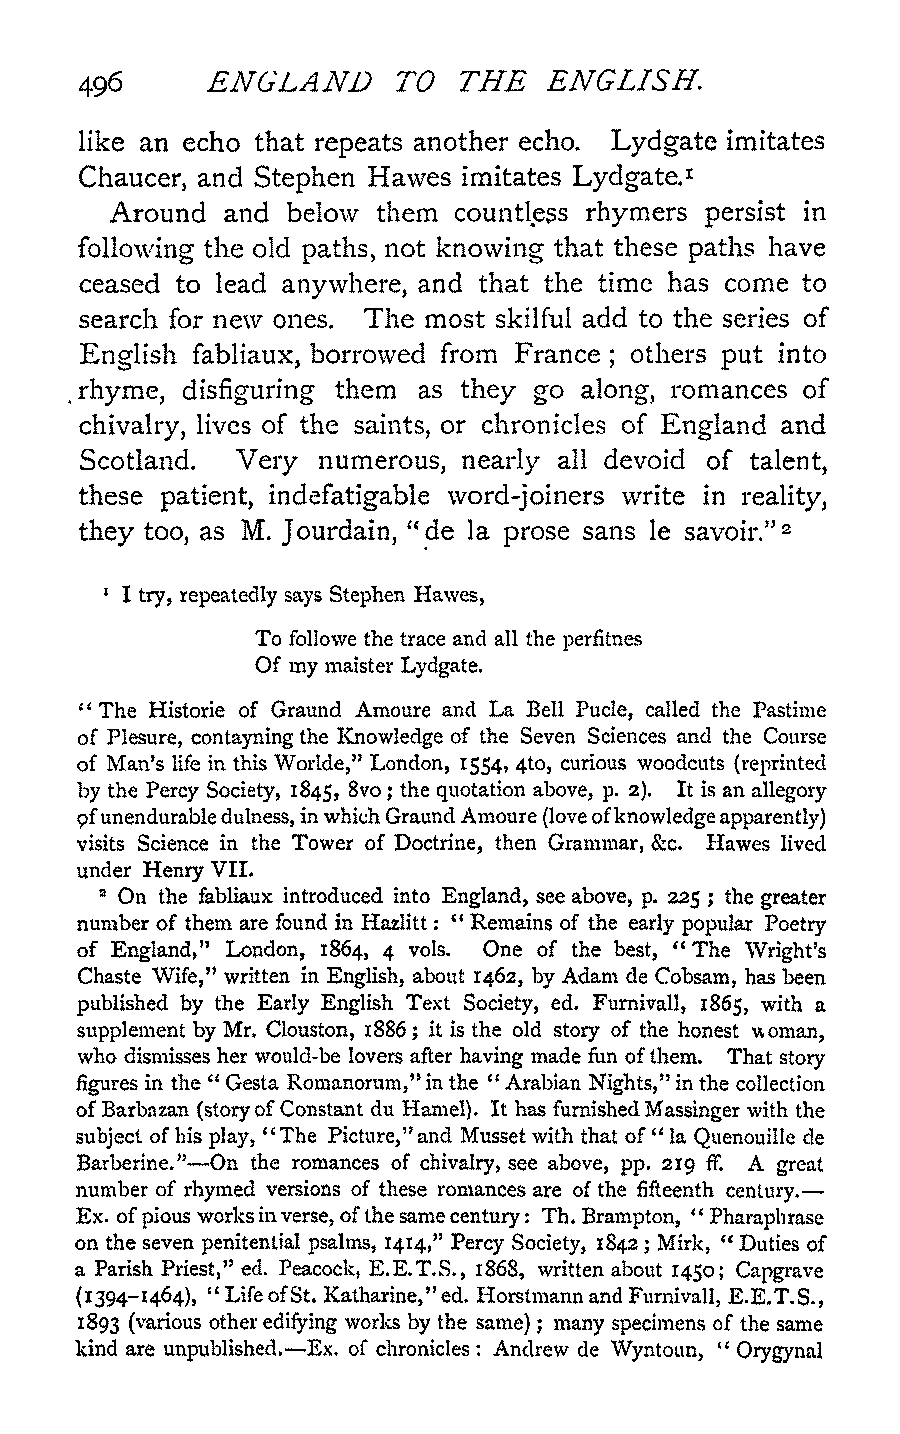 496 ENGLAND TO THE ENGLISH.
like an echo that repeats another echo. Lydgate imitates
Chaucer, and Stephen Hawes imitates Lydgate.¹
Around and below them countless rhymers persist in
following the old paths, not knowing that these paths have
ceased to lead anywhere, and that the time has come to
search for new ones. The most skilful add to the series of
English fabliaux, borrowed from France ; others put into
rhyme, disfiguring them as they go along, romances of
chivalry, lives of the saints, or chronicles of England and
Scotland. Very numerous, nearly all devoid of talent,
these patient, indefatigable word-joiners write in reality,
they too, as M. Jourdain, "de la prose sans le savoir." ²
¹ I try, repeatedly says Stephen Hawes,
To followe the trace and all the perfitnes
Of my maister Lydgate.
"The Historie of Graund Amoure and La Bell Pucle, called the Pastime
of Plesure, contayning the Knowledge of the Seven Sciences and the Course
of Man's life in this Worlde," London, 1554, 4to, curious woodcuts (reprinted
by the Percy Society, 1845, 8vo ; the quotation above, p. 2). It is an allegory
of unendurable dulness, in which Graund Amoure (love of knowledge apparently)
visits Science in the Tower of Doctrine, then Grammar, &c. Hawes lived
under Henry VII.
² On the fabliaux introduced into England, see above, p. 225 ; the greater
number of them are found in Hazlitt : "Remains of the early popular Poetry
of England," London, 1864, 4 vols. One of the best, "The Wright's
Chaste Wife," written in English, about 1462, by Adam de Cobsam, has been
published by the Early English Text Society, ed. Furnivall, 1865, with a
supplement by Mr. Clouston, 1886 ; it is the old story of the honest woman,
who dismisses her would-be lovers after having made fun of them. That story
figures in the "Gesta Romanorum," in the "Arabian Nights," in the collection
of Barbazan (story of Constant du Hamel). It has furnished Massinger with the
subject of his play, "The Picture," and Musset with that of "la Quenouille de
Barberine."—On the romances of chivalry, see above, pp. 219 ff. A great
number of rhymed versions of these romances are of the fifteenth century.—
Ex. of pious works in verse, of the same century : Th. Brampton, "Pharaphrase
on the seven penitential psalms, 1414," Percy Society, 1842 ; Mirk, "Duties of
a Parish Priest," ed. Peacock, E.E.T.S., 1868, written about 1450 ; Capgrave
(1394-1464), "Life of St. Katharine," ed. Horstmann and Furnivall, E.E.T.S.,
1893 (various other edifying works by the same) ; many specimens of the same
kind are unpublished.—Ex. of chronicles : Andrew de Wyntoun, "Orygynal